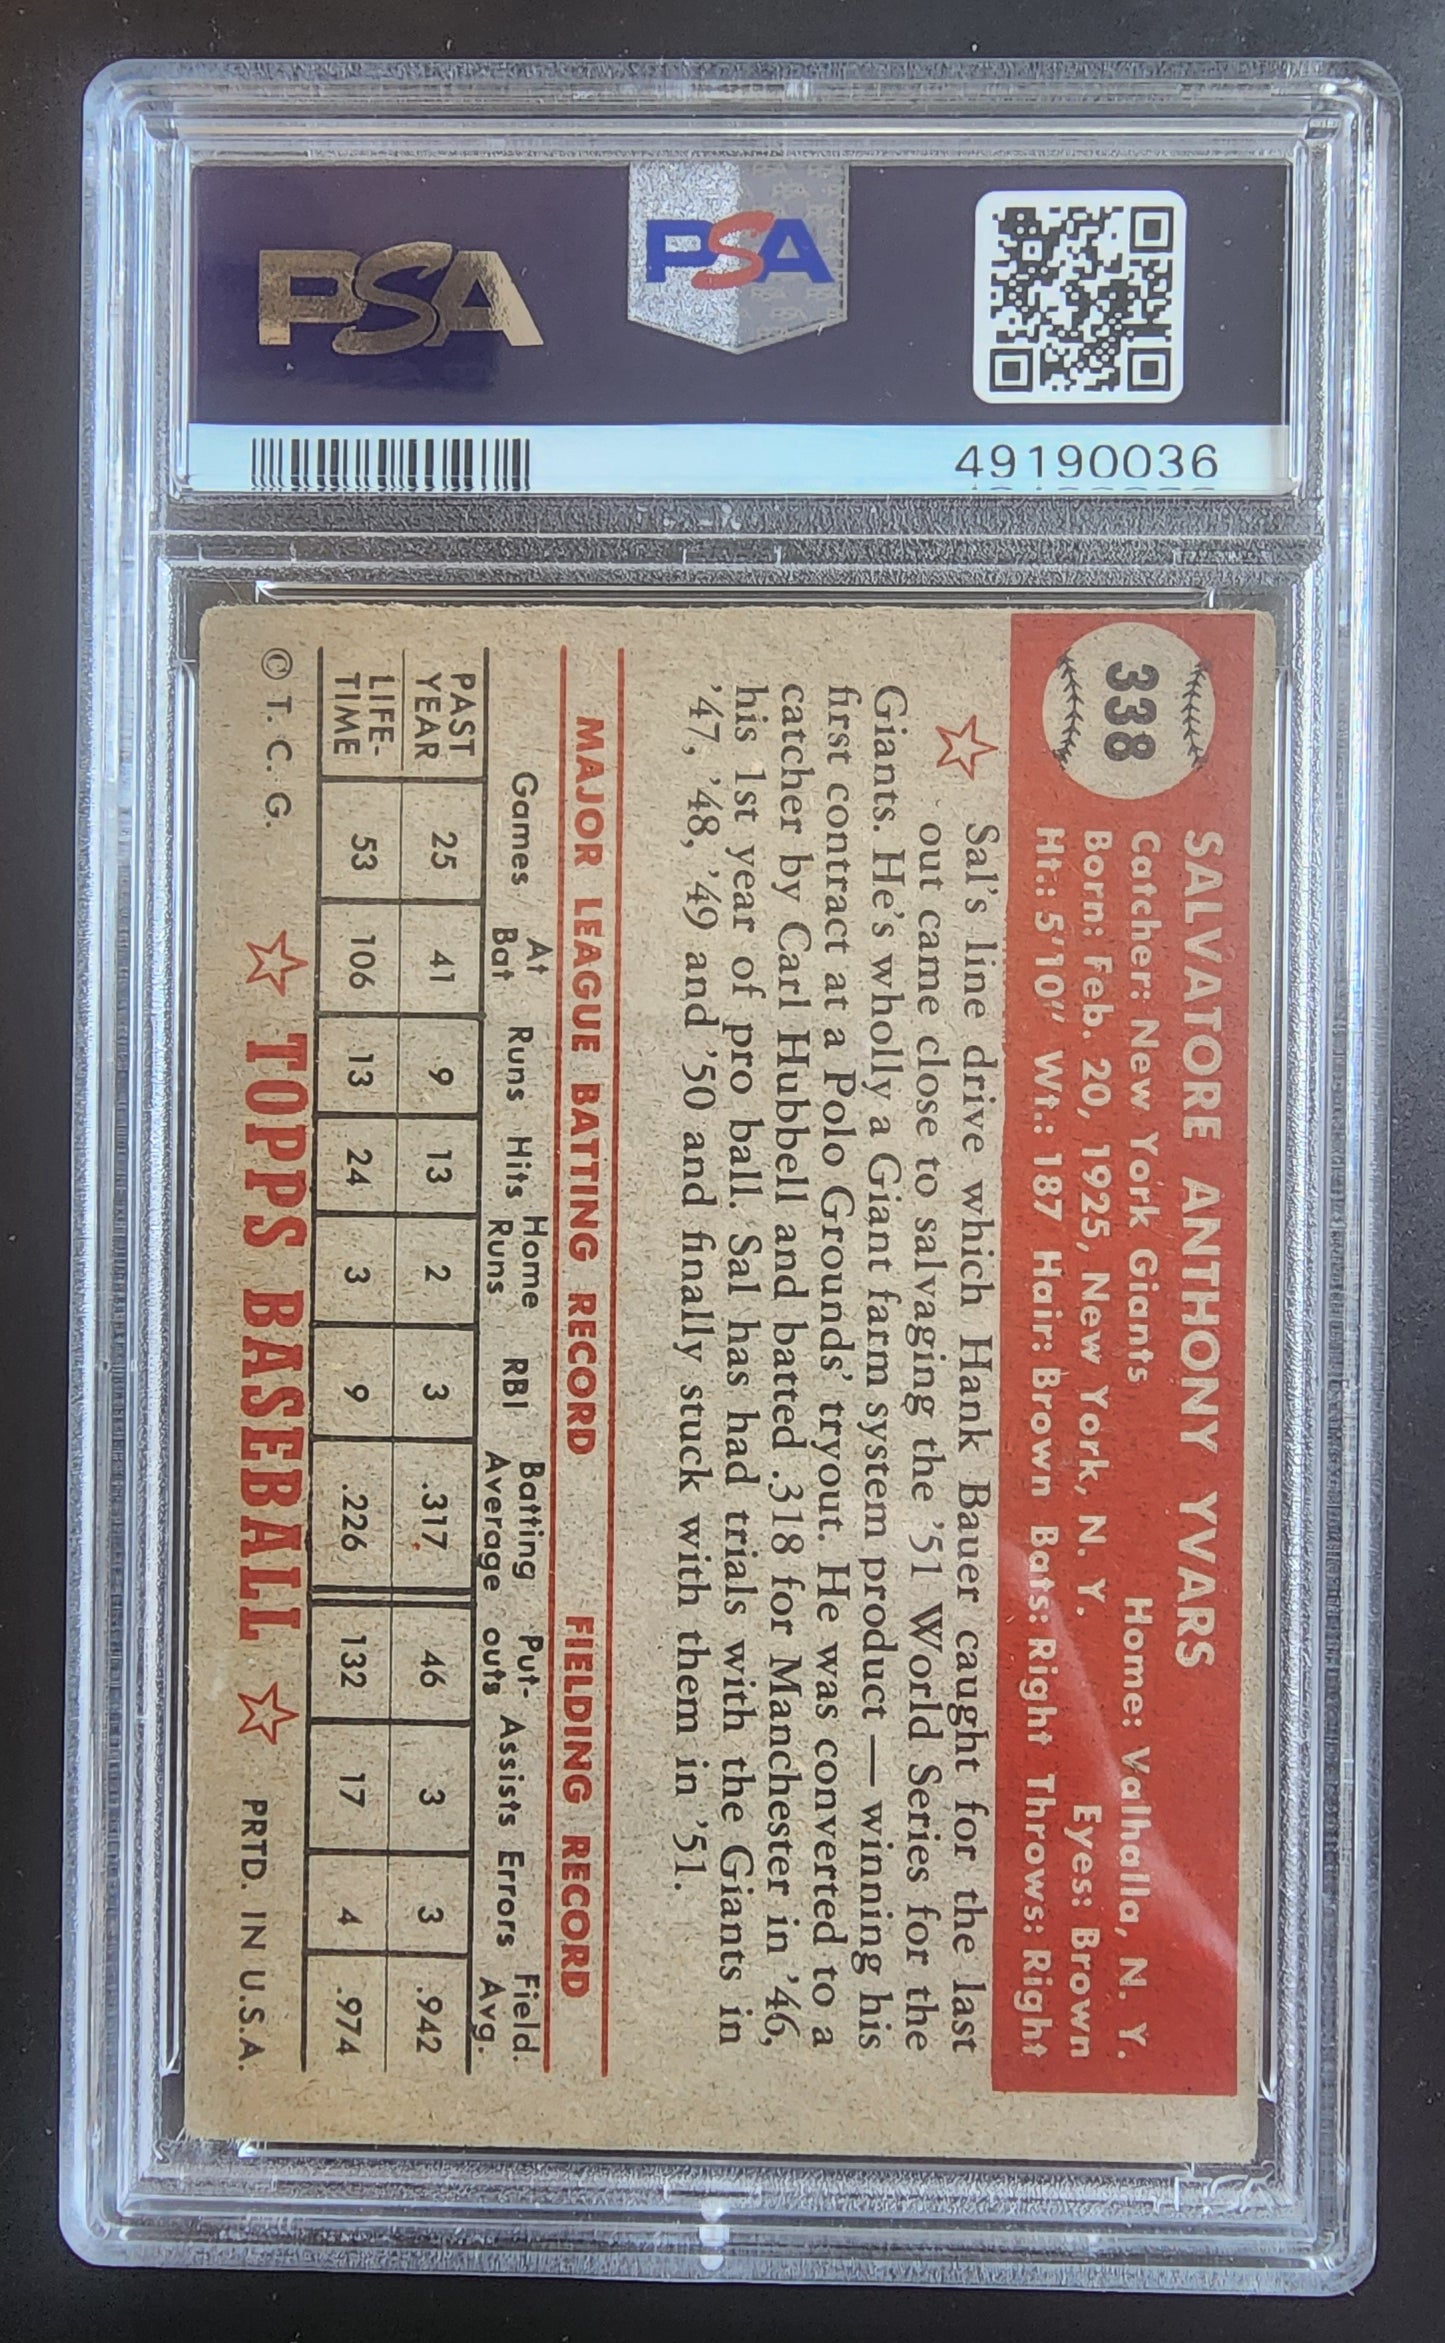 PSA
PSA
49190036
338
SALVATORE ANTHONY YVARS
Catcher: New York Giants Home: Valhalla, N. Y.
Born: Feb. 20, 1925, New York, N. Y. Eyes: Brown
Ht.: 5'10" Wt.: 187 Hair: Brown Bats: Right Throws: Right
Sal's line drive which Hank Bauer caught for the last
out came close to salvaging the '51 World Series for the
Giants. He's wholly a Giant farm system product — winning his
first contract at a Polo Grounds' tryout. He was converted to a
catcher by Carl Hubbell and batted .318 for Manchester in '46,
his 1st year of pro ball. Sal has had trials with the Giants in
'47, '48, '49 and '50 and finally stuck with them in '51.
MAJOR LEAGUE BATTING RECORD FIELDING RECORD
Games At Bat Runs Hits Home Runs RBI Batting Average Put-outs Assists Errors Field. Avg.
PAST YEAR 25 41 9 13 2 3 .317 46 3 3 .942
LIFE-TIME 53 106 13 24 3 9 .226 132 17 4 .974
© T. C. G. TOPPS BASEBALL PRTD. IN U.S.A.